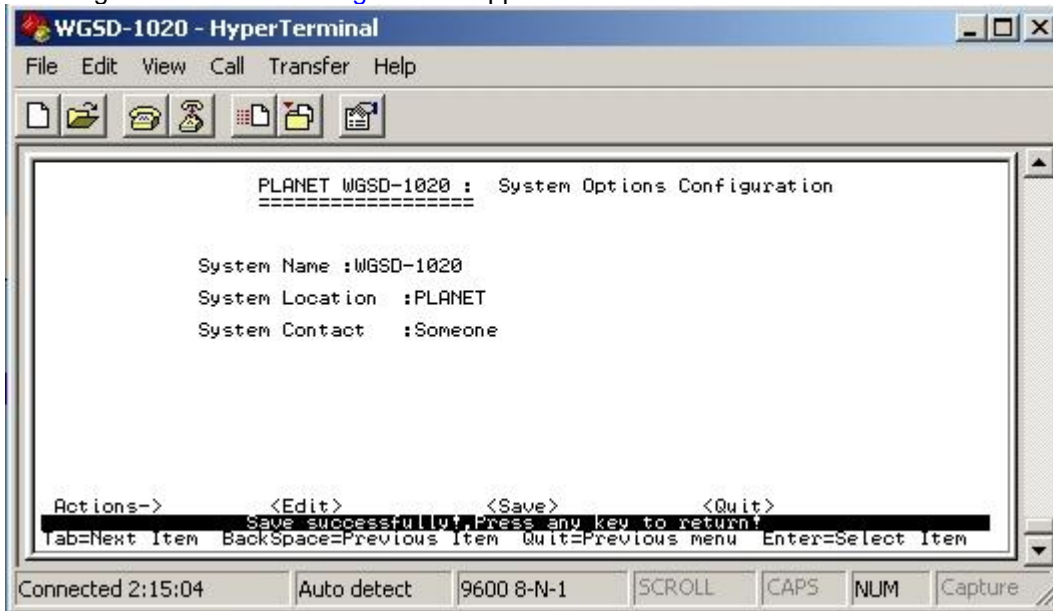 WGSD-1020 - HyperTerminal
File Edit View Call Transfer Help
PLANET WGSD-1020 : System Options Configuration
==================
System Name :WGSD-1020
System Location :PLANET
System Contact :Someone
Actions-> <Edit> <Save> <Quit>
Save successfully!,Press any key to return!
Tab=Next Item BackSpace=Previous Item Quit=Previous menu Enter=Select Item
Connected 2:15:04 Auto detect 9600 8-N-1 SCROLL CAPS NUM Capture